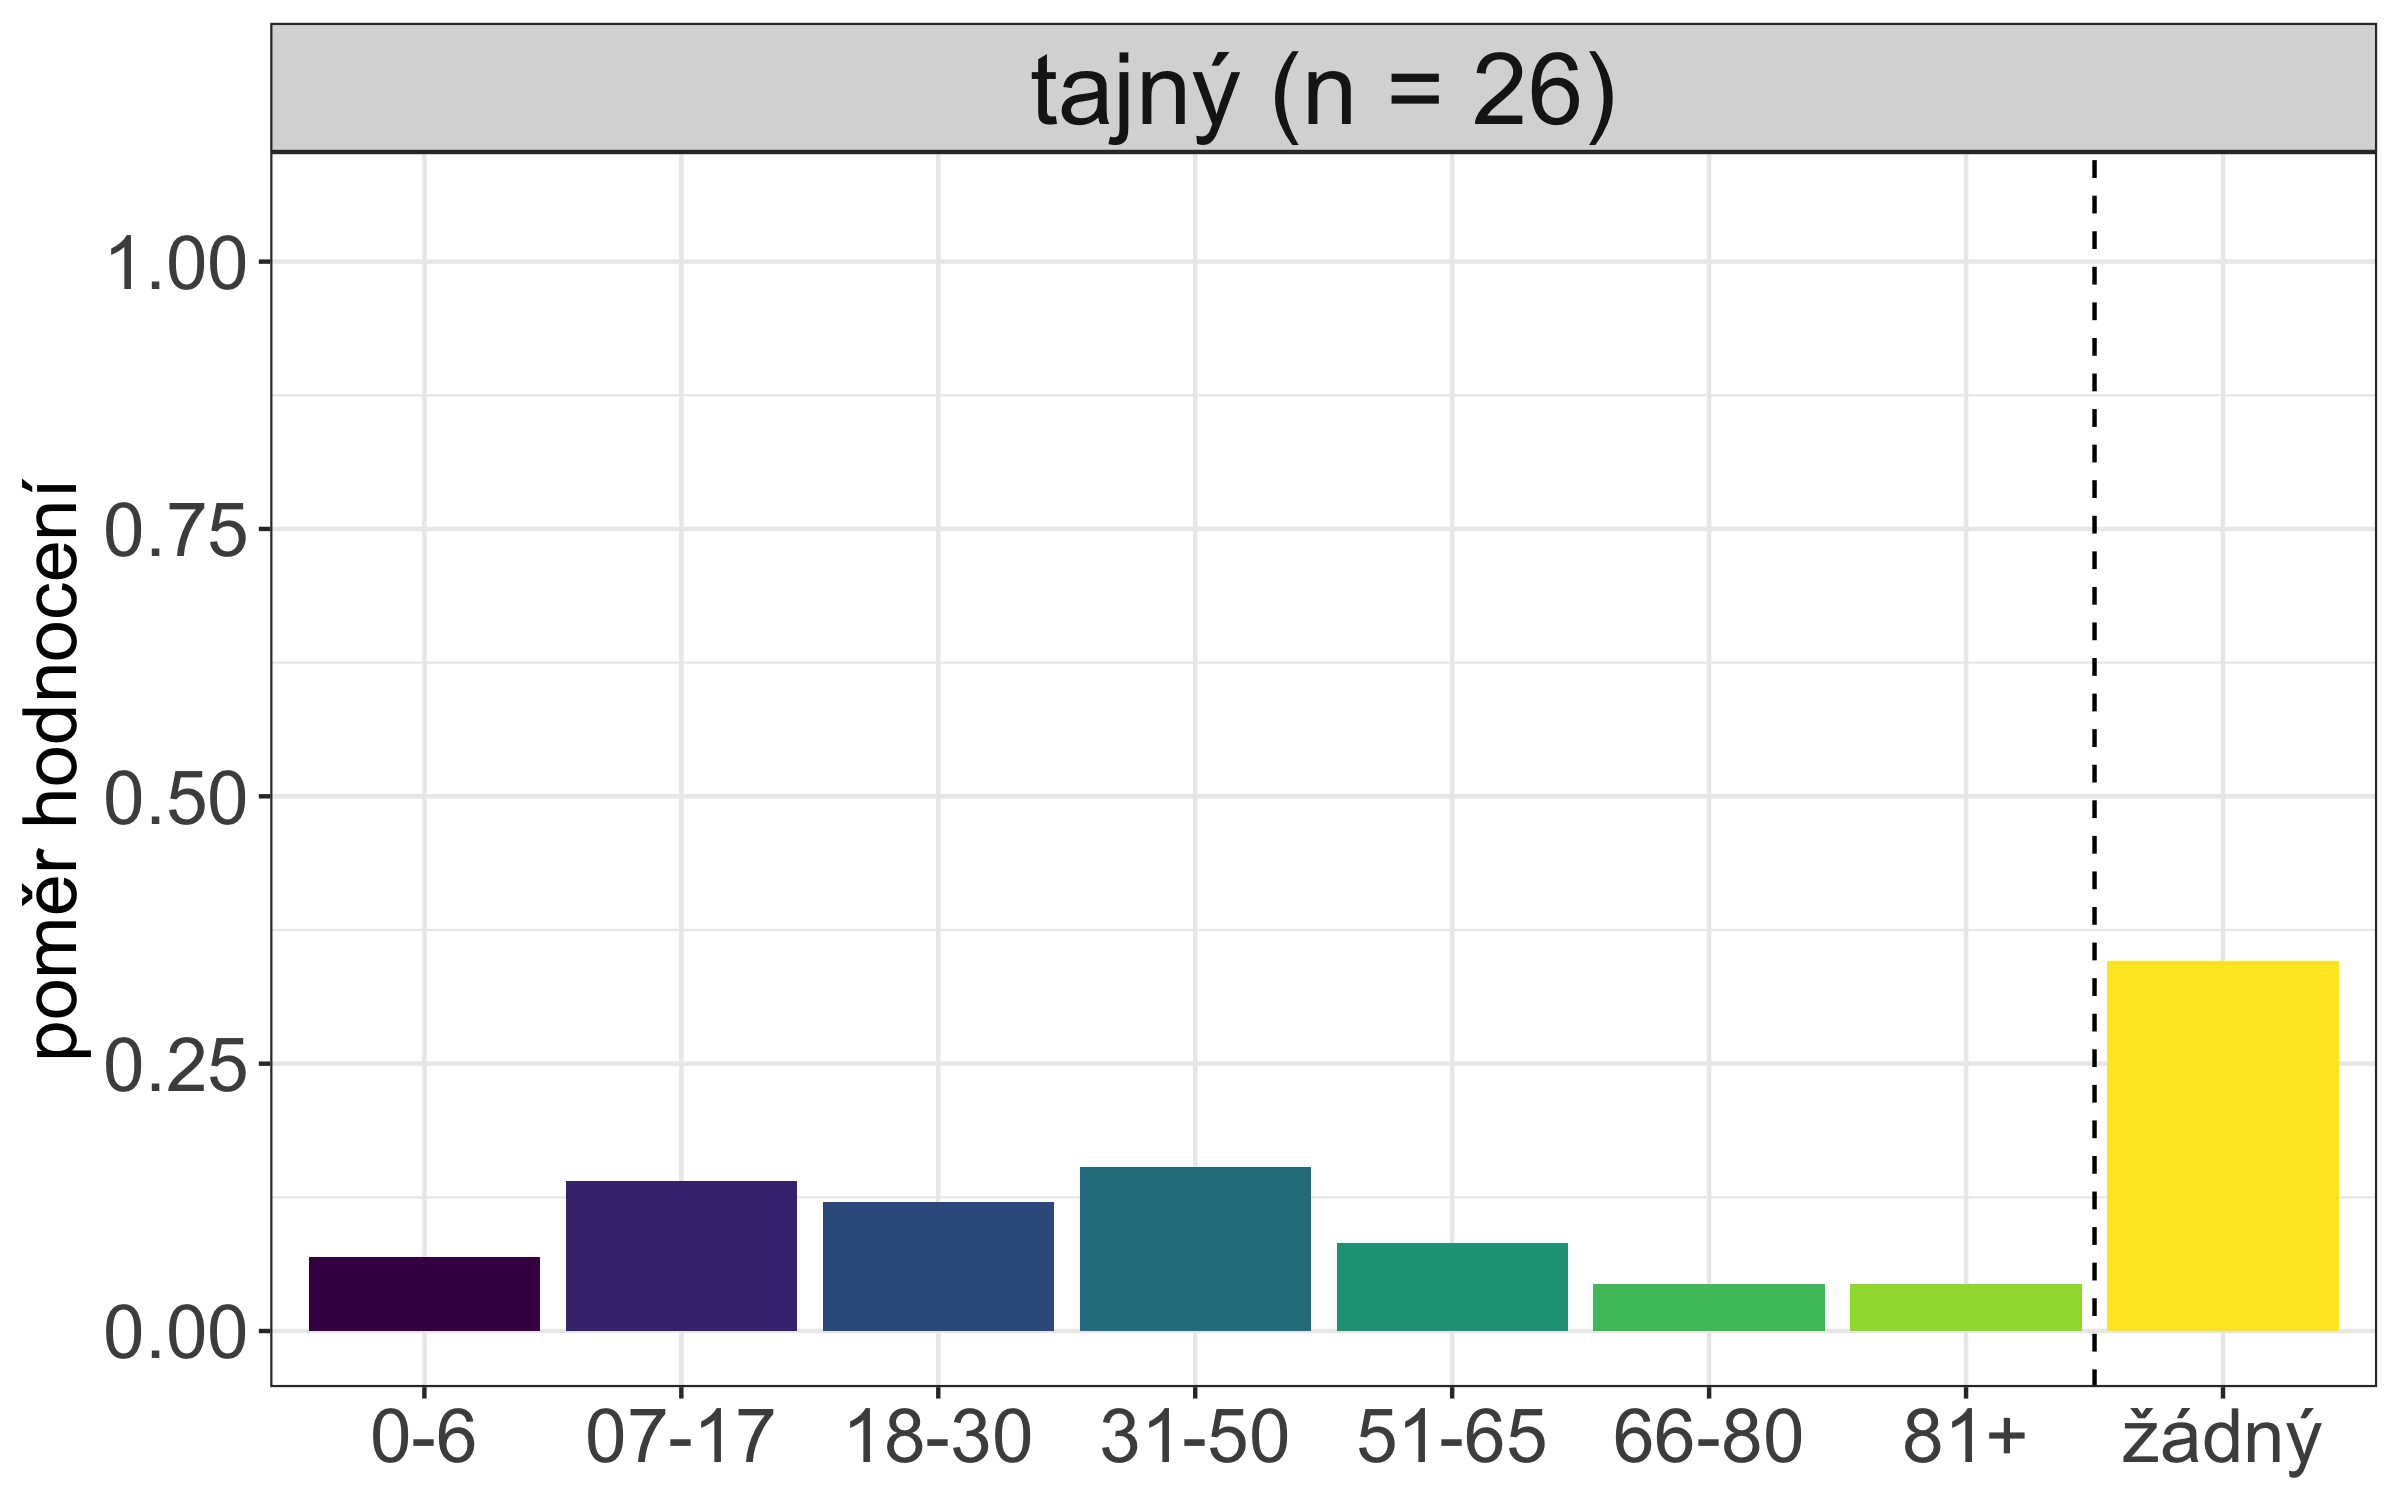 tajný (n = 26)
poměr hodnocení
1.00
0.75
0.50
0.25
0.00
0-6 07-17 18-30 31-50 51-65 66-80 81+ žádný